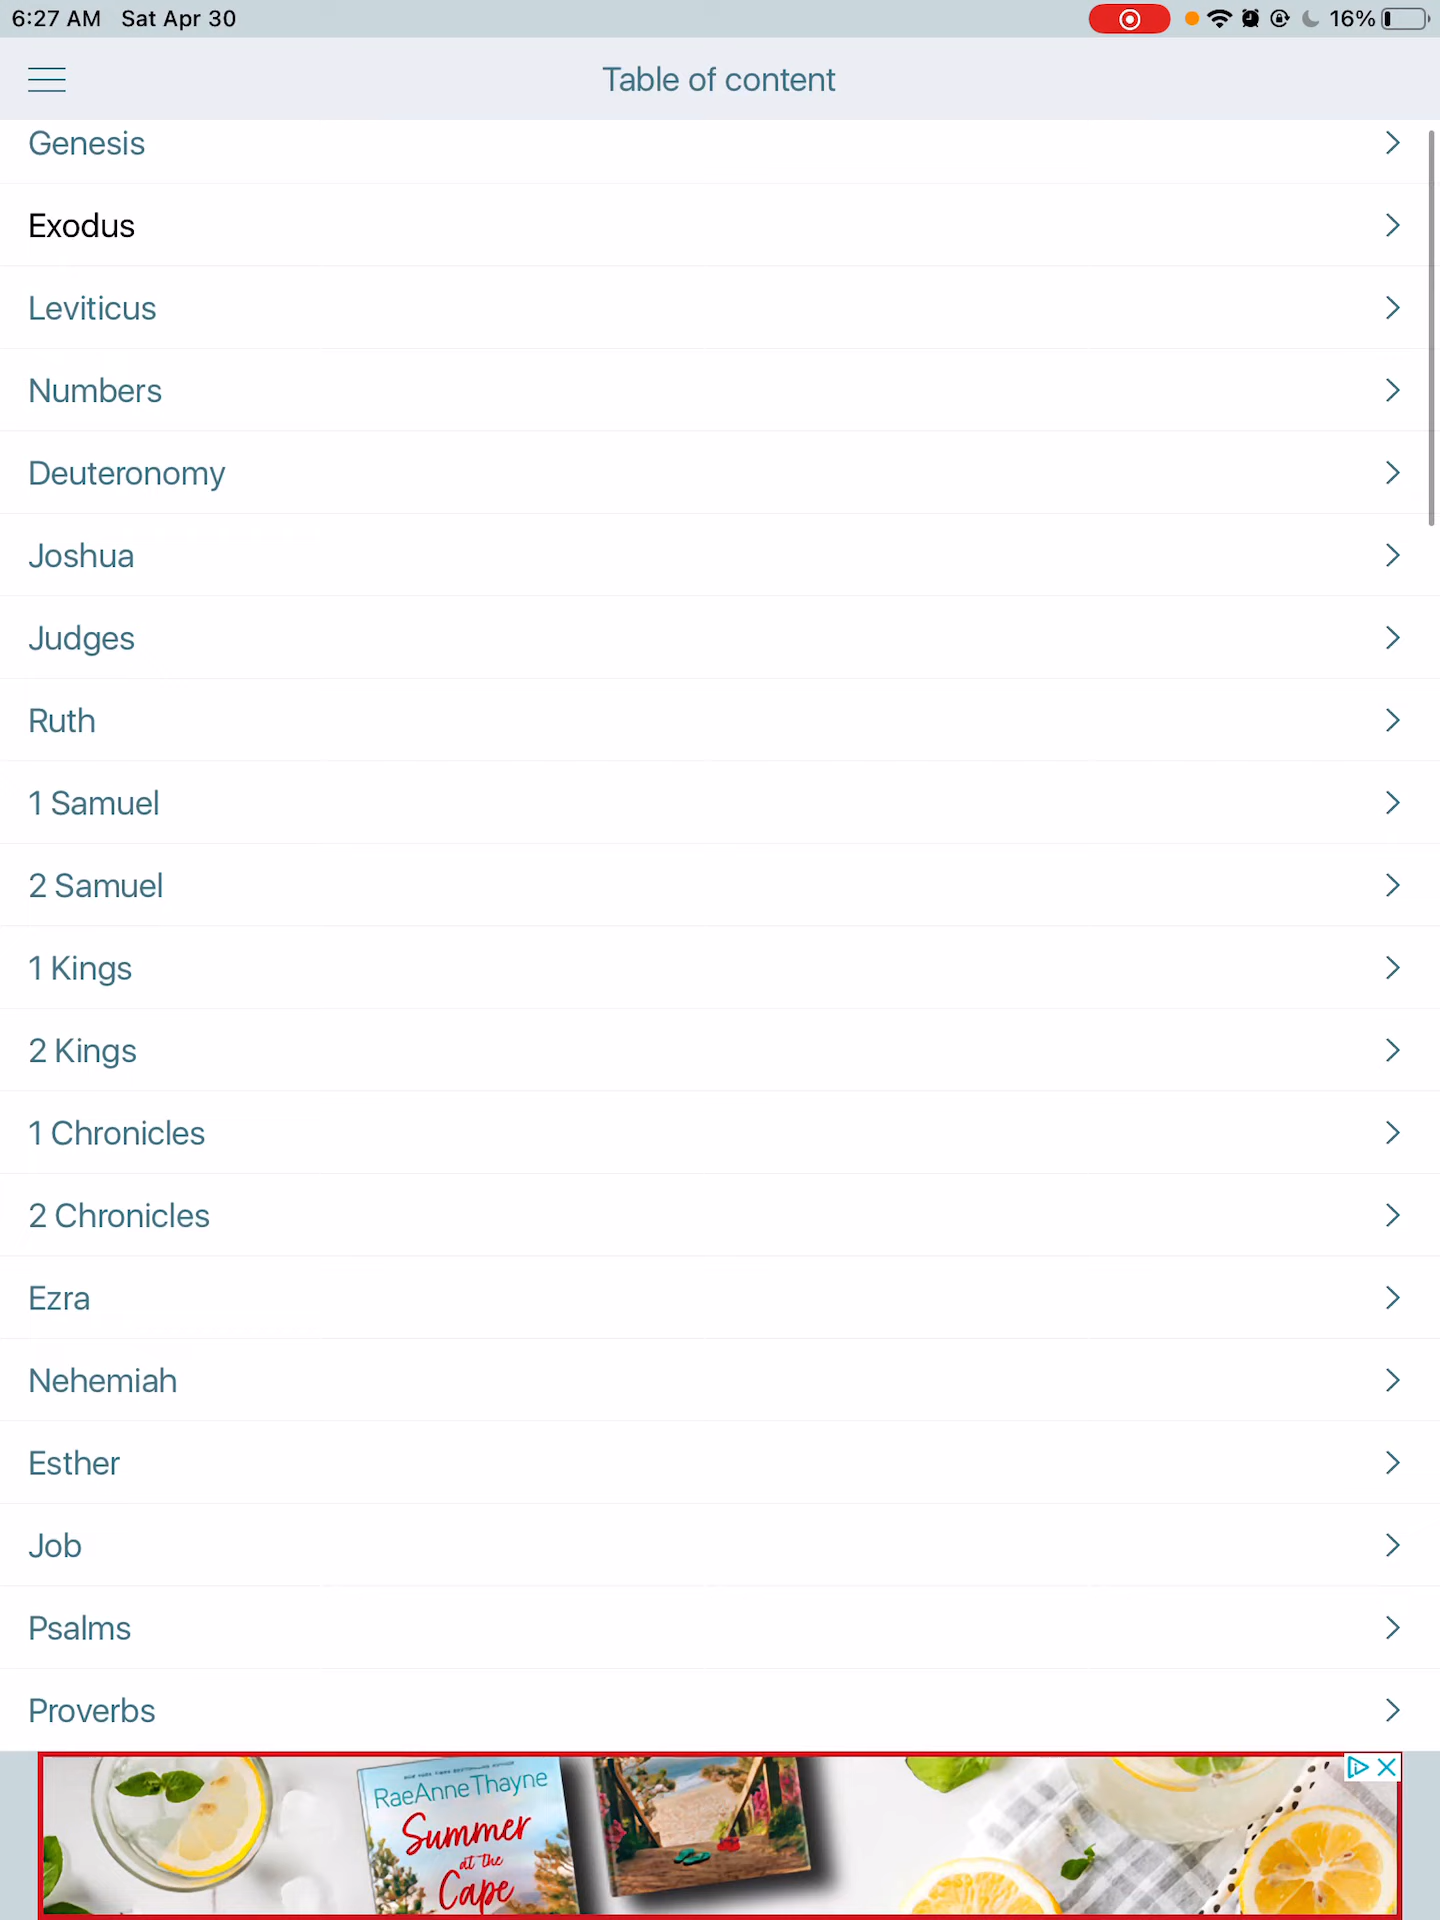 6:27 AM Sat Apr 30 16%
Table of content
Genesis
Exodus
Leviticus
Numbers
Deuteronomy
Joshua
Judges
Ruth
1 Samuel
2 Samuel
1 Kings
2 Kings
1 Chronicles
2 Chronicles
Ezra
Nehemiah
Esther
Job
Psalms
Proverbs
RaeAnne Thayne
Summer
at the
Cape